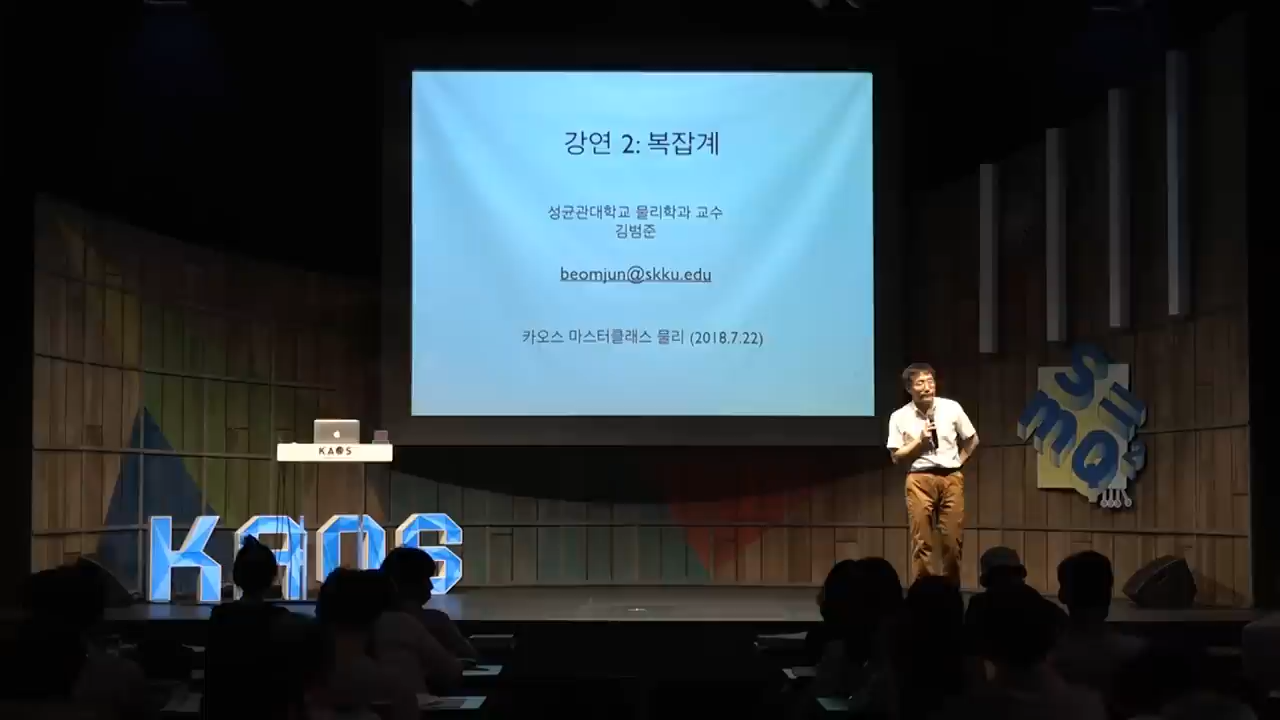 강연 2: 복잡계
성균관대학교 물리학과 교수
김범준
beomjun@skku.edu
카오스 마스터클래스 물리 (2018.7.22)
KAOS
KAOS
S
m
Q